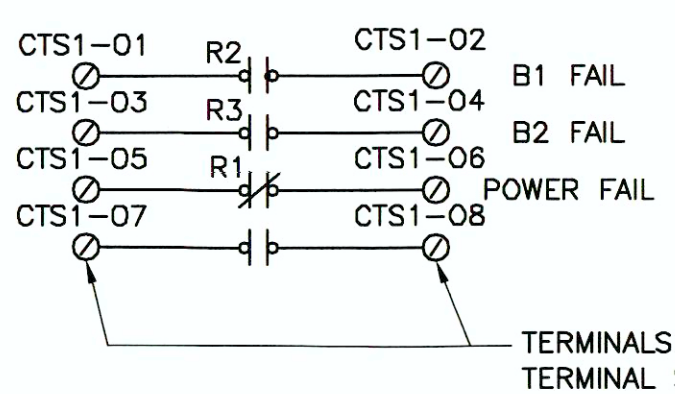 CTS1-01 R2 CTS1-02
B1 FAIL
CTS1-03 R3 CTS1-04
B2 FAIL
CTS1-05 R1 CTS1-06
POWER FAIL
CTS1-07 CTS1-08
TERMINALS
TERMINAL